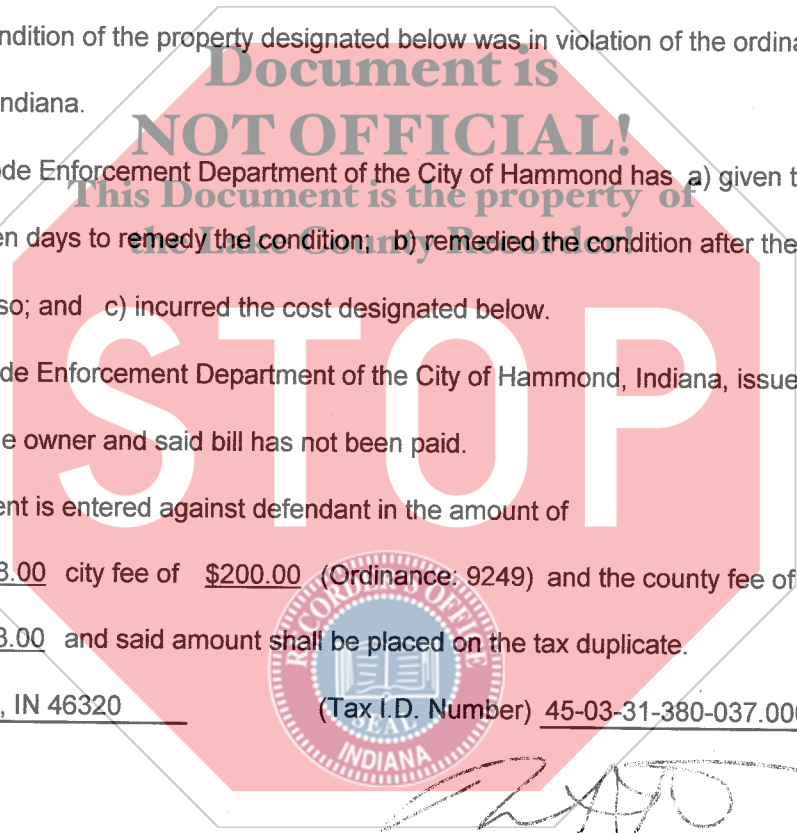 ndition of the property designated below was in violation of the ordina
Document is
ndiana.
NOT OFFICIAL!
de Enforcement Department of the City of Hammond has a) given t
This Document is the property of
en days to remedy the condition; b) remedied the condition after the
the Lake County Recorder!
so; and c) incurred the cost designated below.
STOP
de Enforcement Department of the City of Hammond, Indiana, issue
e owner and said bill has not been paid.
ent is entered against defendant in the amount of
8.00 city fee of $200.00 (Ordinance: 9249) and the county fee of
RECORDER'S OFFICE
3.00 and said amount shall be placed on the tax duplicate.
, IN 46320 (Tax I.D. Number) 45-03-31-380-037.00
SEAL
INDIANA